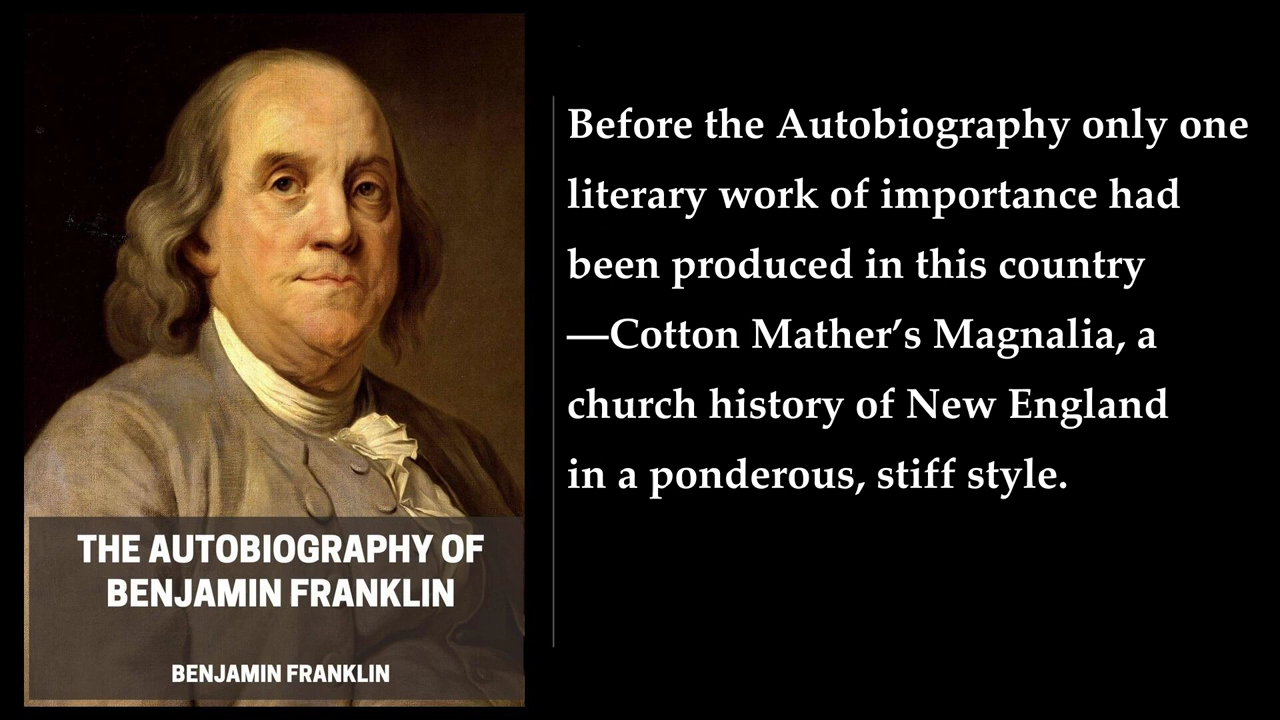 THE AUTOBIOGRAPHY OF
BENJAMIN FRANKLIN
BENJAMIN FRANKLIN
Before the Autobiography only one
literary work of importance had
been produced in this country
—Cotton Mather’s Magnalia, a
church history of New England
in a ponderous, stiff style.